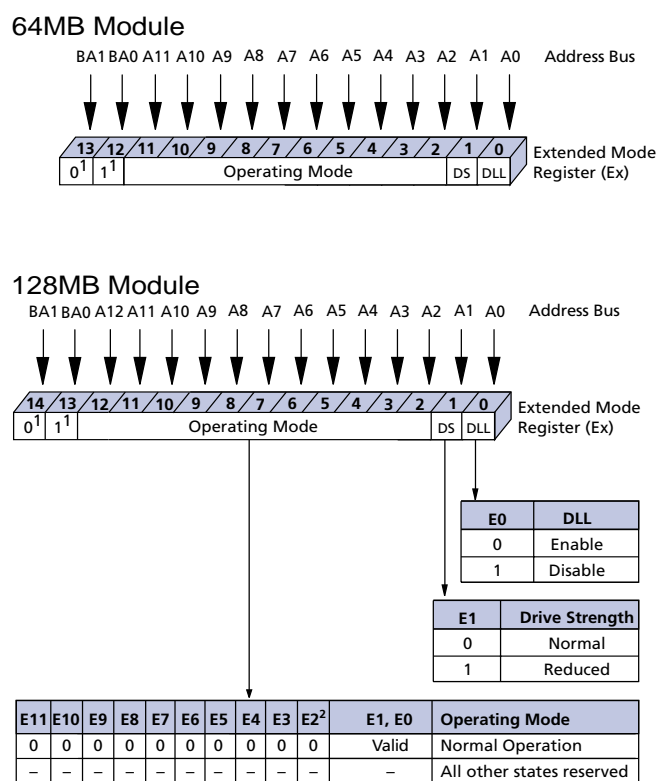 64MB Module
BA1 BA0 A11 A10 A9 A8 A7 A6 A5 A4 A3 A2 A1 A0 Address Bus
13 12 11 10 9 8 7 6 5 4 3 2 1 0
0¹ 1¹ Operating Mode DS DLL
Extended Mode
Register (Ex)
128MB Module
BA1 BA0 A12 A11 A10 A9 A8 A7 A6 A5 A4 A3 A2 A1 A0 Address Bus
14 13 12 11 10 9 8 7 6 5 4 3 2 1 0
0¹ 1¹ Operating Mode DS DLL
Extended Mode
Register (Ex)
E0 DLL
0 Enable
1 Disable
E1 Drive Strength
0 Normal
1 Reduced
E11 E10 E9 E8 E7 E6 E5 E4 E3 E2² E1, E0 Operating Mode
0 0 0 0 0 0 0 0 0 0 Valid Normal Operation
– – – – – – – – – – – All other states reserved